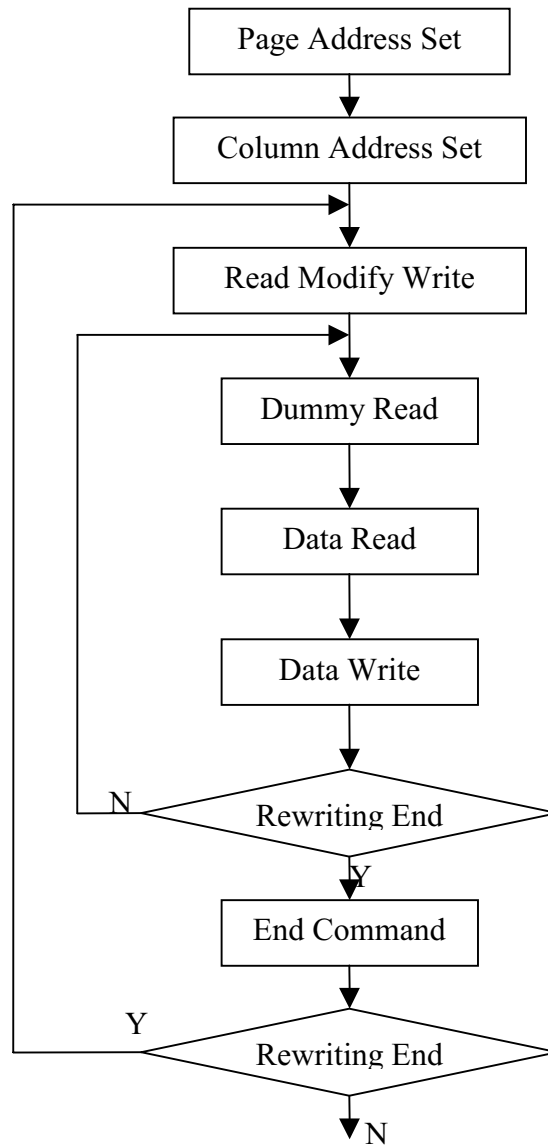 Page Address Set
Column Address Set
Read Modify Write
Dummy Read
Data Read
Data Write
N
Rewriting End
Y
End Command
Y
Rewriting End
N